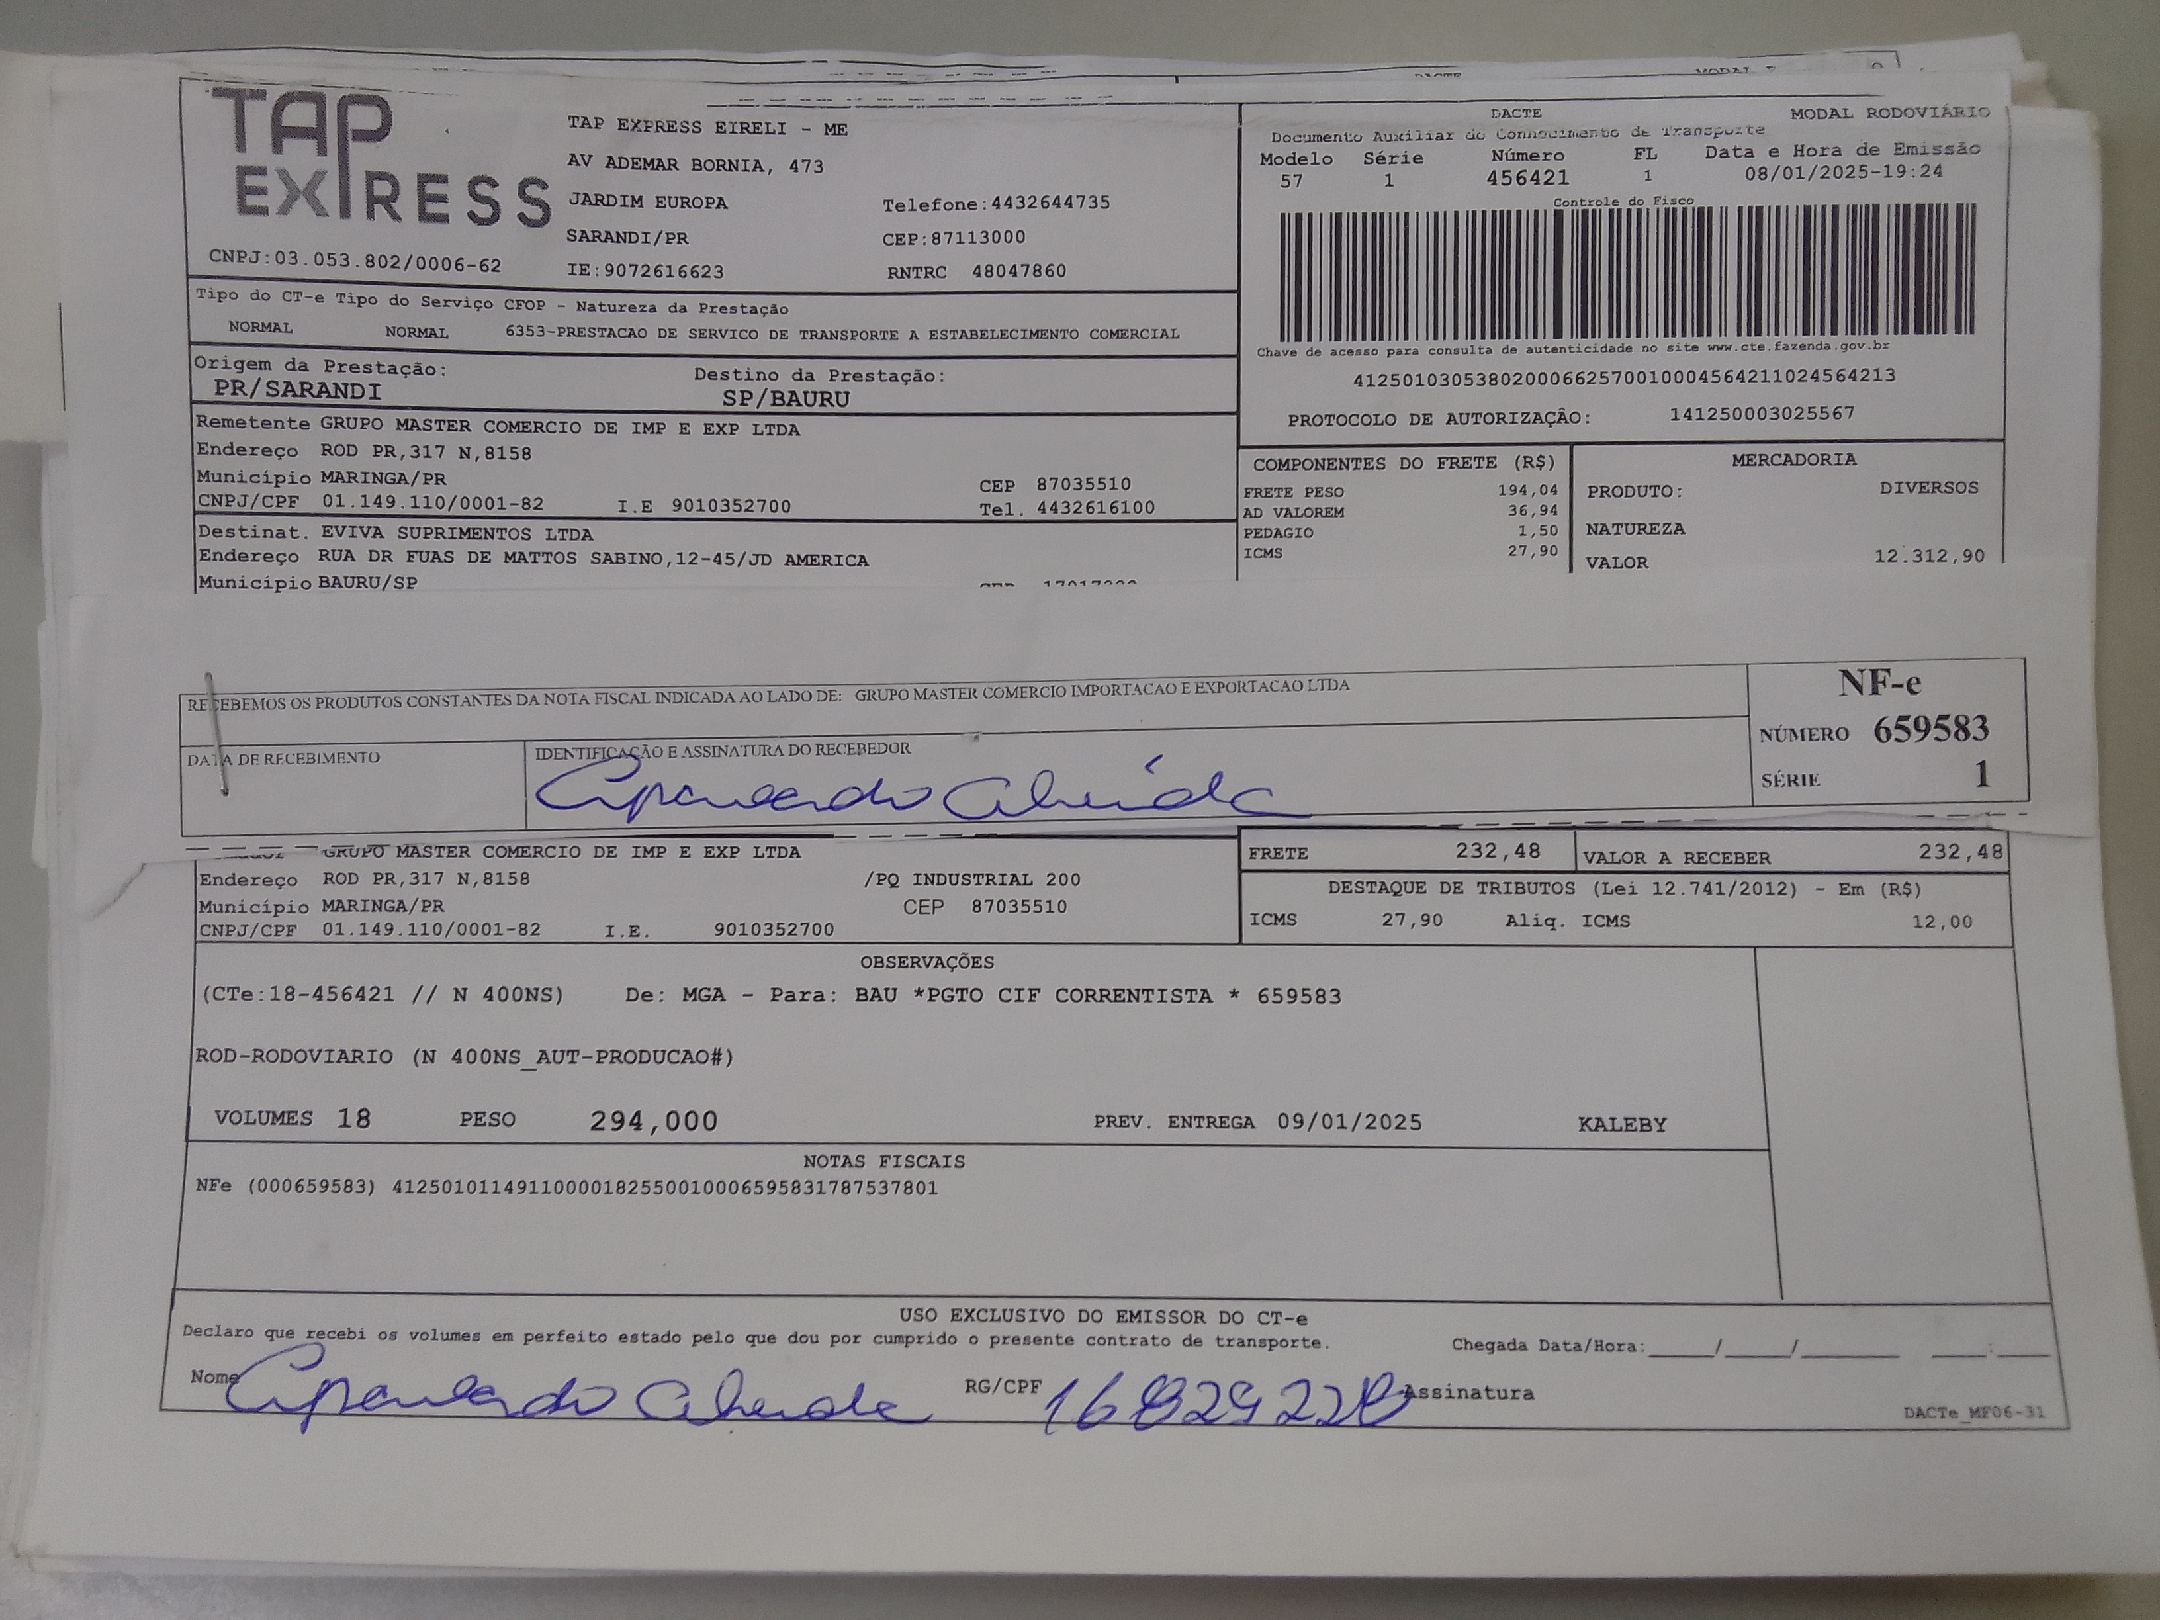 TAP
EXPRESS
CNPJ:03.053.802/0006-62
TAP EXPRESS EIRELI - ME
AV ADEMAR BORNIA, 473
JARDIM EUROPA Telefone:4432644735
SARANDI/PR CEP:87113000
IE:9072616623 RNTRC 48047860
DACTE MODAL RODOVIÁRIO
Documento Auxiliar do Conhecimento de Transporte
Modelo Série Número FL Data e Hora de Emissão
57 1 456421 1 08/01/2025-19:24
Controle do Fisco
Chave de acesso para consulta de autenticidade no site www.cte.fazenda.gov.br
41250103053802000662570010004564211024564213
PROTOCOLO DE AUTORIZAÇÃO: 141250003025567
Tipo do CT-e Tipo do Serviço CFOP - Natureza da Prestação
NORMAL NORMAL 6353-PRESTACAO DE SERVICO DE TRANSPORTE A ESTABELECIMENTO COMERCIAL
Origem da Prestação: Destino da Prestação:
PR/SARANDI SP/BAURU
Remetente GRUPO MASTER COMERCIO DE IMP E EXP LTDA
Endereço ROD PR,317 N,8158
Município MARINGA/PR CEP 87035510
CNPJ/CPF 01.149.110/0001-82 I.E 9010352700 Tel. 4432616100
Destinat. EVIVA SUPRIMENTOS LTDA
Endereço RUA DR FUAS DE MATTOS SABINO,12-45/JD AMERICA
Município BAURU/SP
COMPONENTES DO FRETE (R$)
FRETE PESO 194,04
AD VALOREM 36,94
PEDAGIO 1,50
ICMS 27,90
MERCADORIA
PRODUTO: DIVERSOS
NATUREZA
VALOR 12.312,90
RECEBEMOS OS PRODUTOS CONSTANTES DA NOTA FISCAL INDICADA AO LADO DE: GRUPO MASTER COMERCIO IMPORTACAO E EXPORTACAO LTDA
DATA DE RECEBIMENTO
IDENTIFICAÇÃO E ASSINATURA DO RECEBEDOR
NF-e
NÚMERO 659583
SÉRIE 1
GRUPO MASTER COMERCIO DE IMP E EXP LTDA
Endereço ROD PR,317 N,8158 /PQ INDUSTRIAL 200
Município MARINGA/PR CEP 87035510
CNPJ/CPF 01.149.110/0001-82 I.E. 9010352700
FRETE 232,48 VALOR A RECEBER 232,48
DESTAQUE DE TRIBUTOS (Lei 12.741/2012) - Em (R$)
ICMS 27,90 Aliq. ICMS 12,00
OBSERVAÇÕES
(CTe:18-456421 // N 400NS) De: MGA - Para: BAU *PGTO CIF CORRENTISTA * 659583
ROD-RODOVIARIO (N 400NS_AUT-PRODUCAO#)
VOLUMES 18 PESO 294,000 PREV. ENTREGA 09/01/2025 KALEBY
NOTAS FISCAIS
NFe (000659583) 41250101149110000182550010006595831787537801
USO EXCLUSIVO DO EMISSOR DO CT-e
Declaro que recebi os volumes em perfeito estado pelo que dou por cumprido o presente contrato de transporte. Chegada Data/Hora:
Nome RG/CPF Assinatura
DACTe_MF06-31